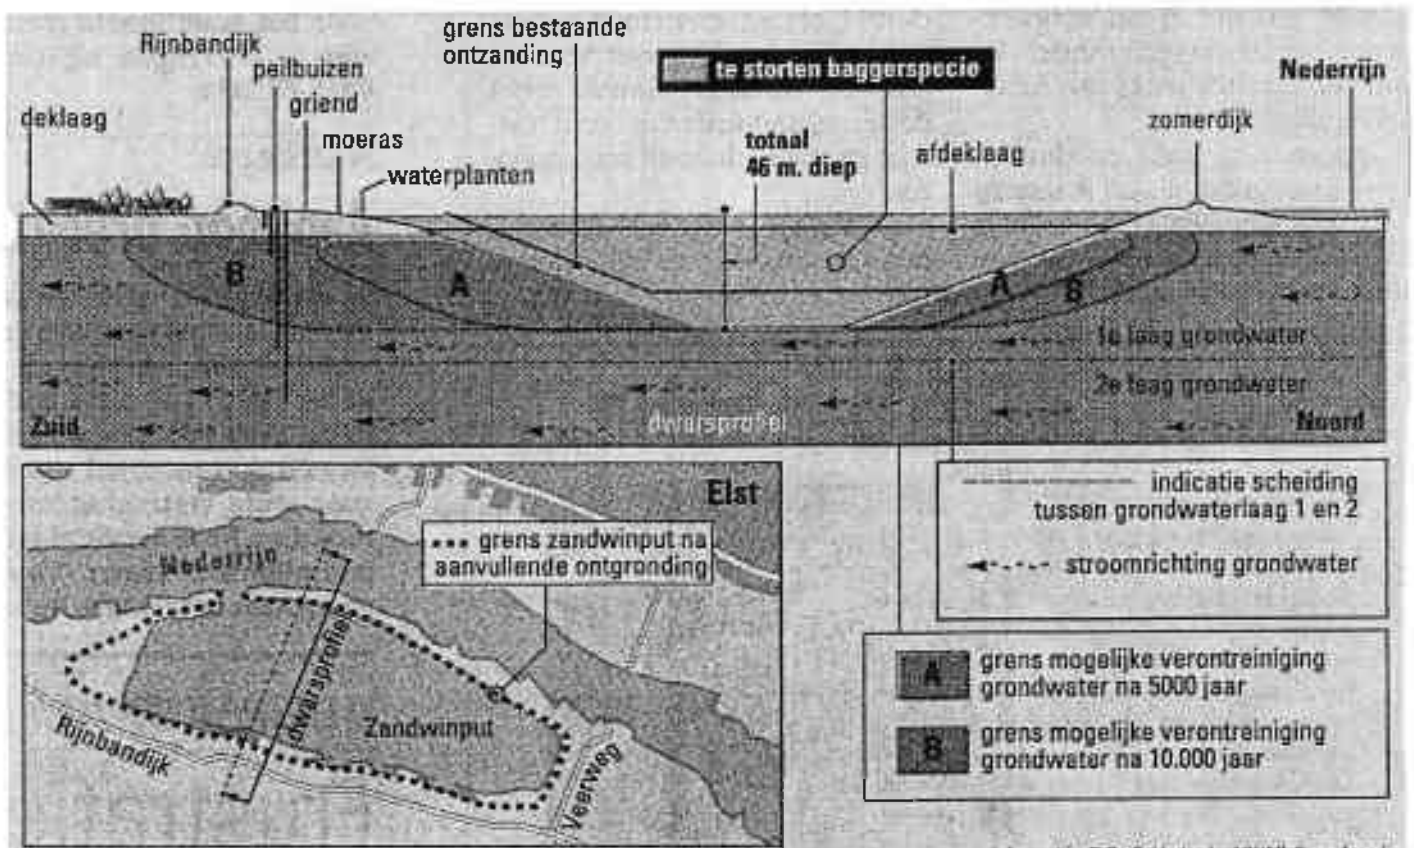 Rijnbandijk
peilbuizen
griend
moeras
waterplanten
deklaag
grens bestaande
ontzanding
te storten baggerspecie
totaal
46 m. diep
afdeklaag
zomerdijk
Nederrijn
B
A
A
B
1e laag grondwater
2e laag grondwater
Zuid
dwarsprofiel
Noord
Elst
Nederrijn
grens zandwinput na
aanvullende ontgronding
dwarsprofiel
Zandwinput
Rijnbandijk
Veerweg
indicatie scheiding
tussen grondwaterlaag 1 en 2
stroomrichting grondwater
A
grens mogelijke verontreiniging
grondwater na 5000 jaar
B
grens mogelijke verontreiniging
grondwater na 10.000 jaar